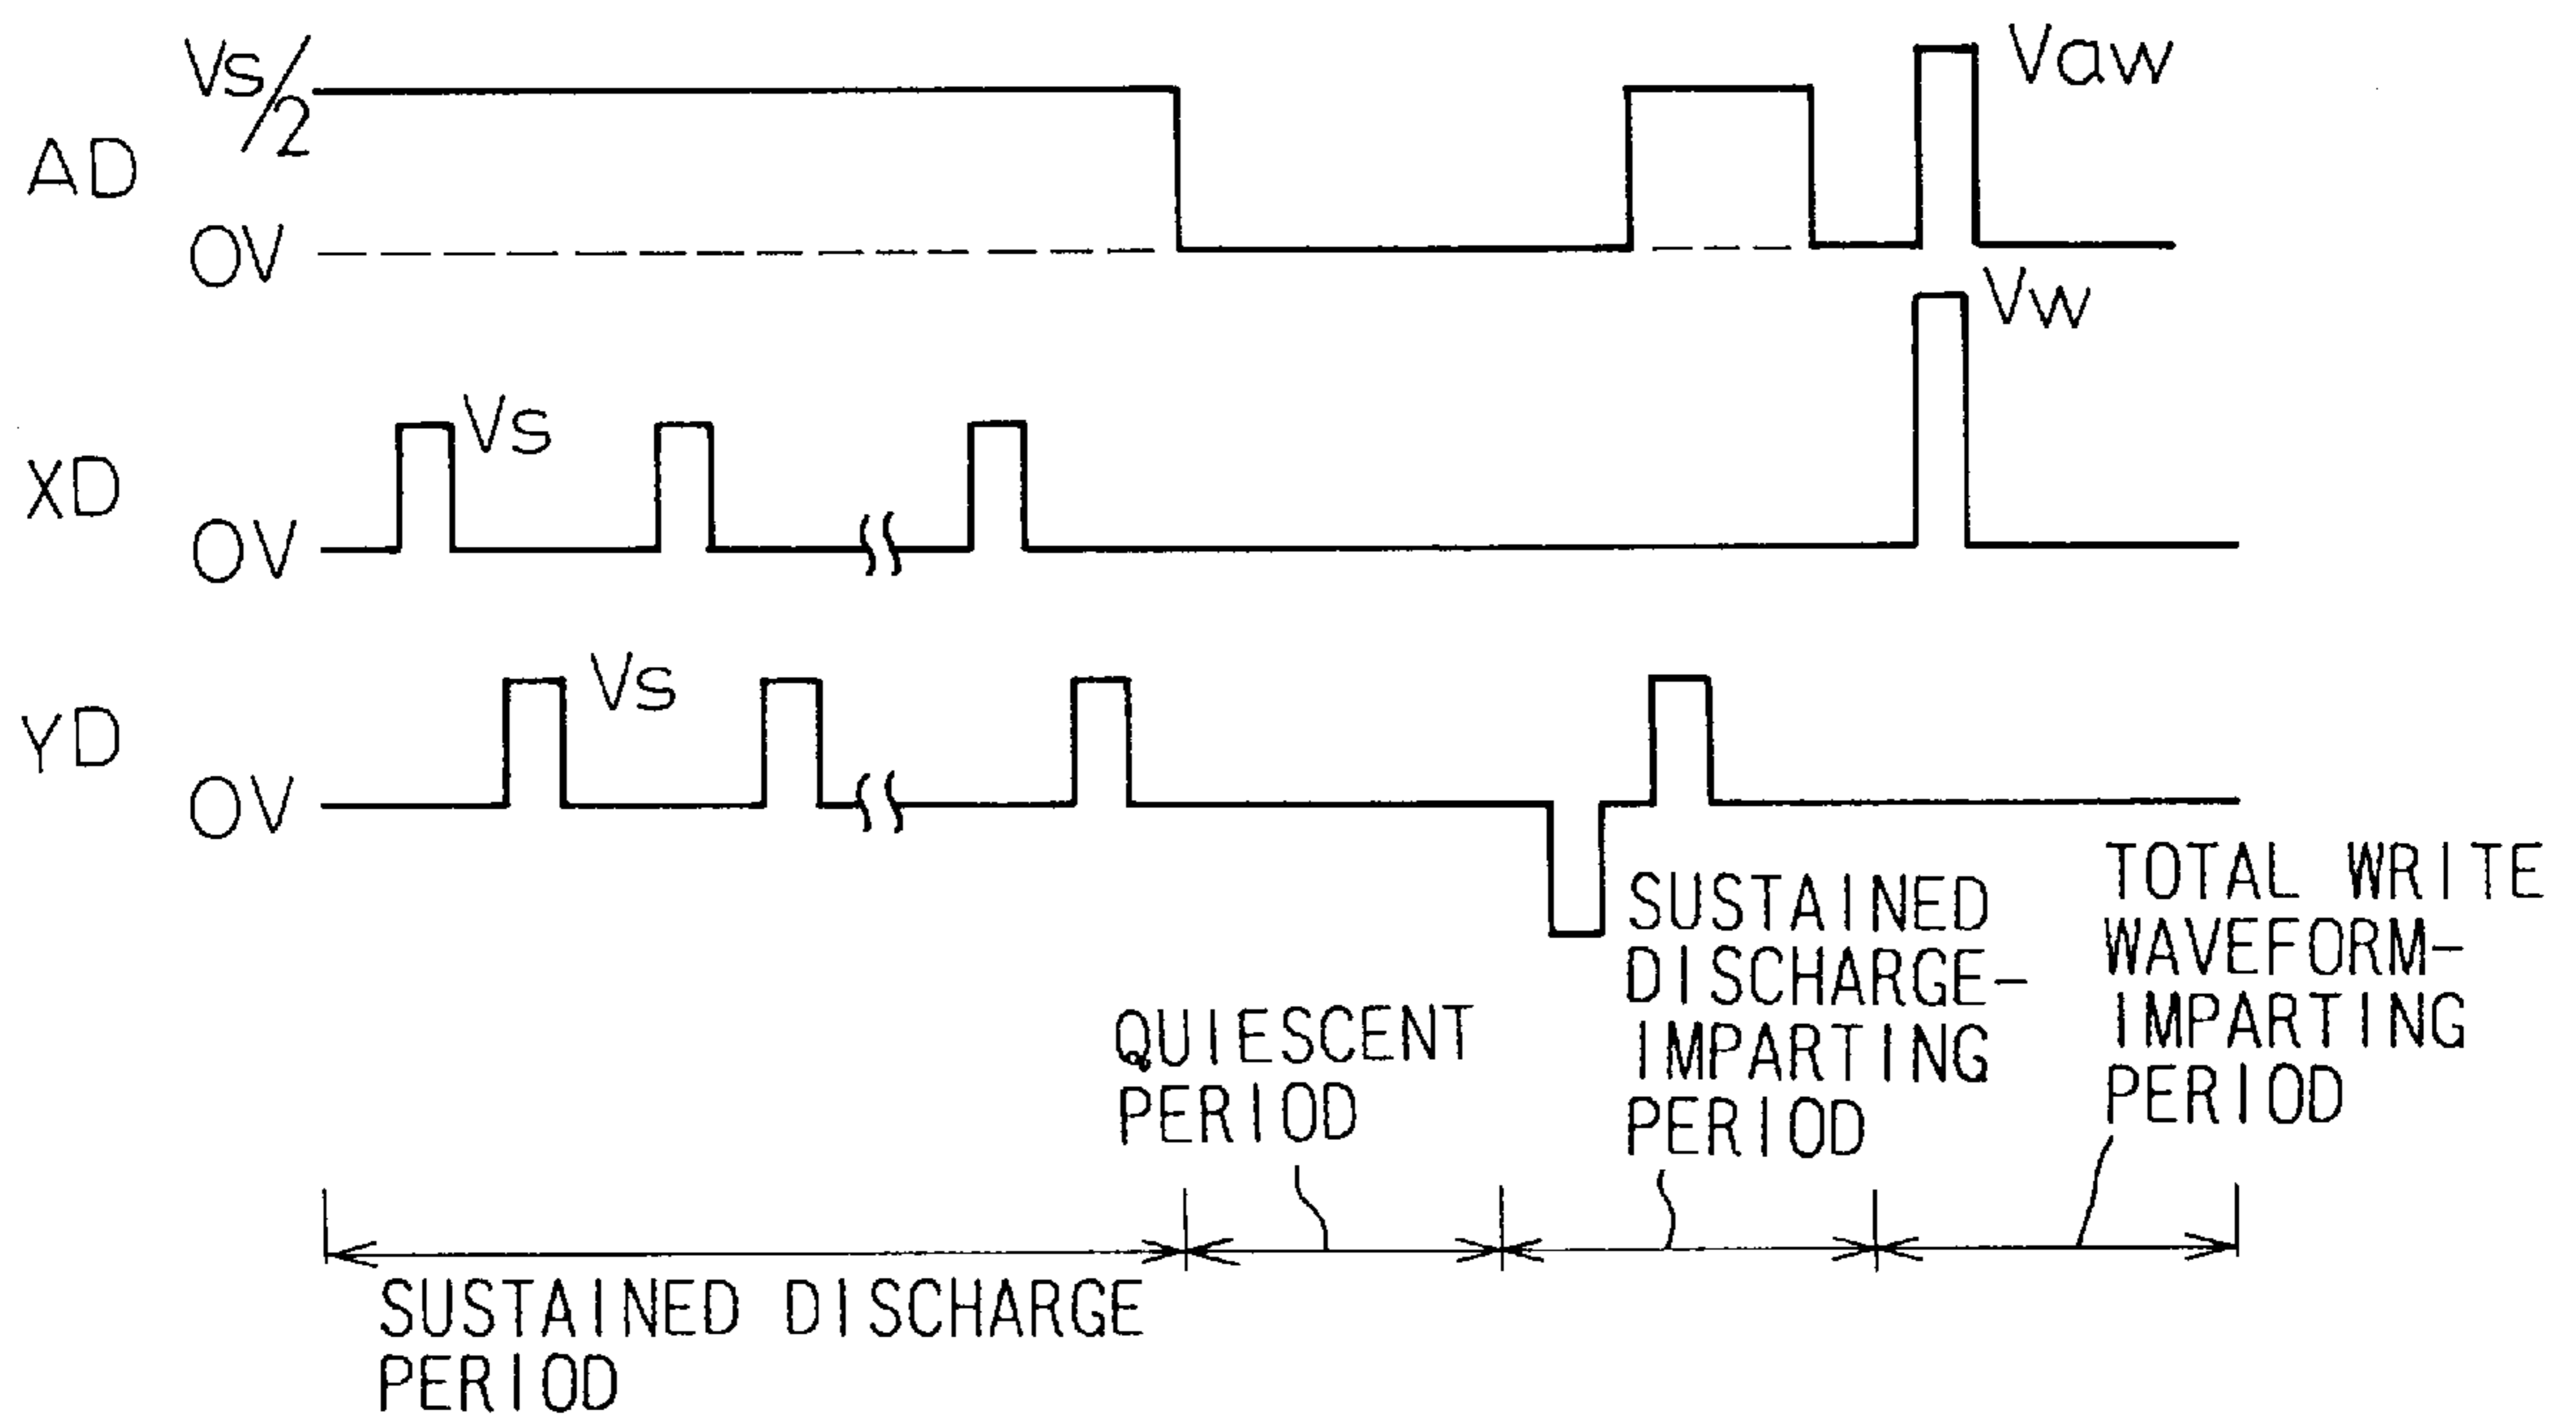 Vs/2
Vaw
AD
0V
Vw
Vs
XD
0V
Vs
YD
0V
TOTAL WRITE
WAVEFORM-
IMPARTING
PERIOD
SUSTAINED
DISCHARGE-
IMPARTING
PERIOD
QUIESCENT
PERIOD
SUSTAINED DISCHARGE
PERIOD